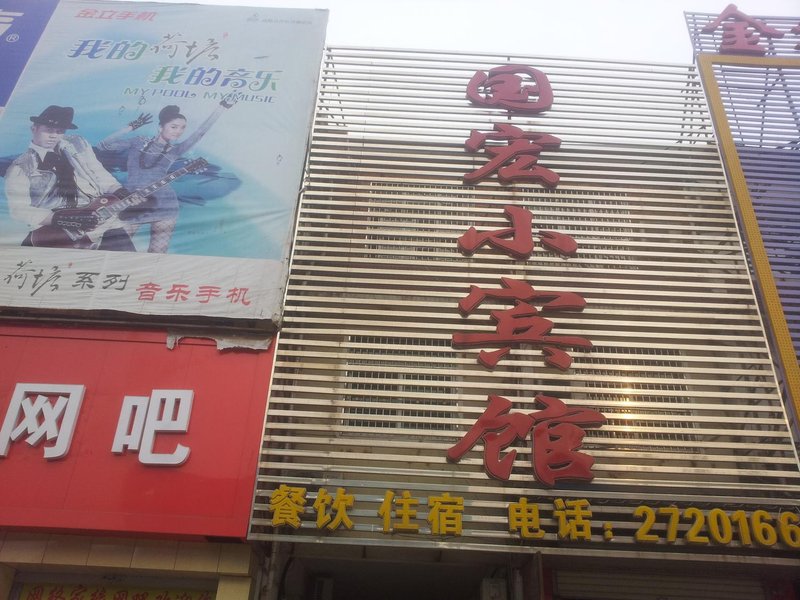 金立手机
我的荷塘
我的音乐
MY POOL MY MUSIC
荷塘系列 音乐手机
网吧
国宏小宾馆
餐饮 住宿 电话：2720166
金